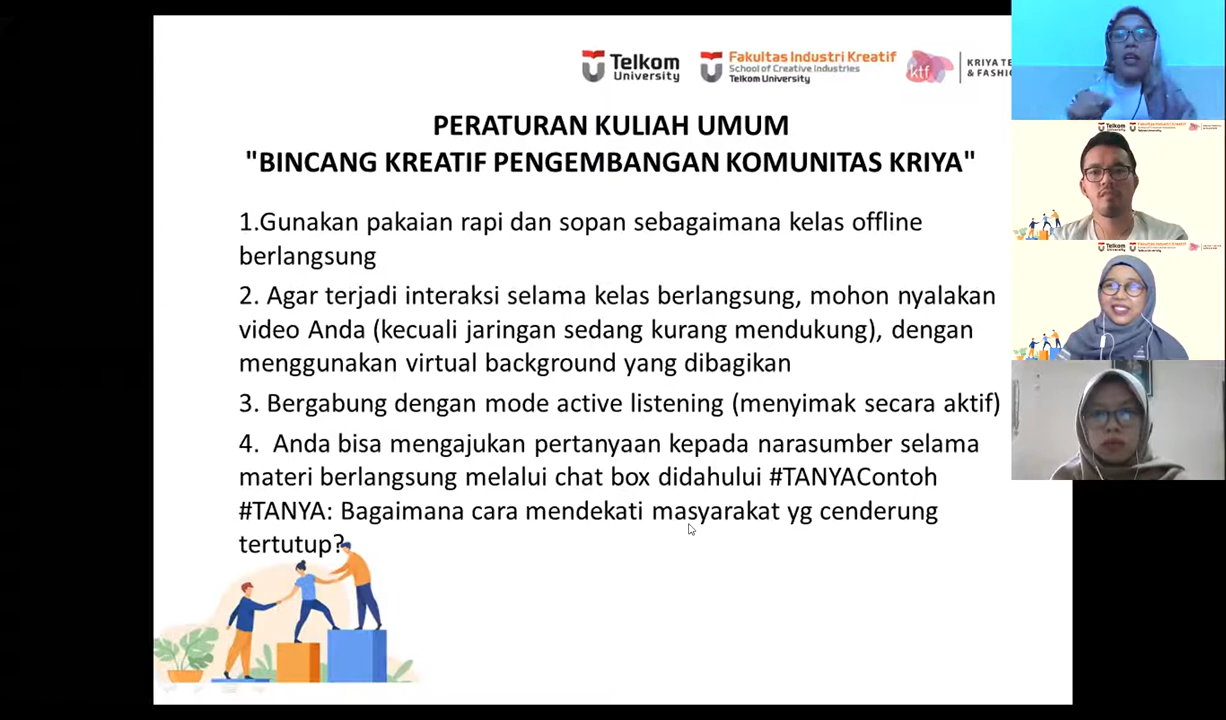 Telkom
University
Fakultas Industri Kreatif
School of Creative Industries
Telkom University
ktf
KRIYA TE
& FASHIO
PERATURAN KULIAH UMUM
"BINCANG KREATIF PENGEMBANGAN KOMUNITAS KRIYA"
1.Gunakan pakaian rapi dan sopan sebagaimana kelas offline
berlangsung
2. Agar terjadi interaksi selama kelas berlangsung, mohon nyalakan
video Anda (kecuali jaringan sedang kurang mendukung), dengan
menggunakan virtual background yang dibagikan
3. Bergabung dengan mode active listening (menyimak secara aktif)
4. Anda bisa mengajukan pertanyaan kepada narasumber selama
materi berlangsung melalui chat box didahului #TANYAContoh
#TANYA: Bagaimana cara mendekati masyarakat yg cenderung
tertutup?
Telkom
Telkom